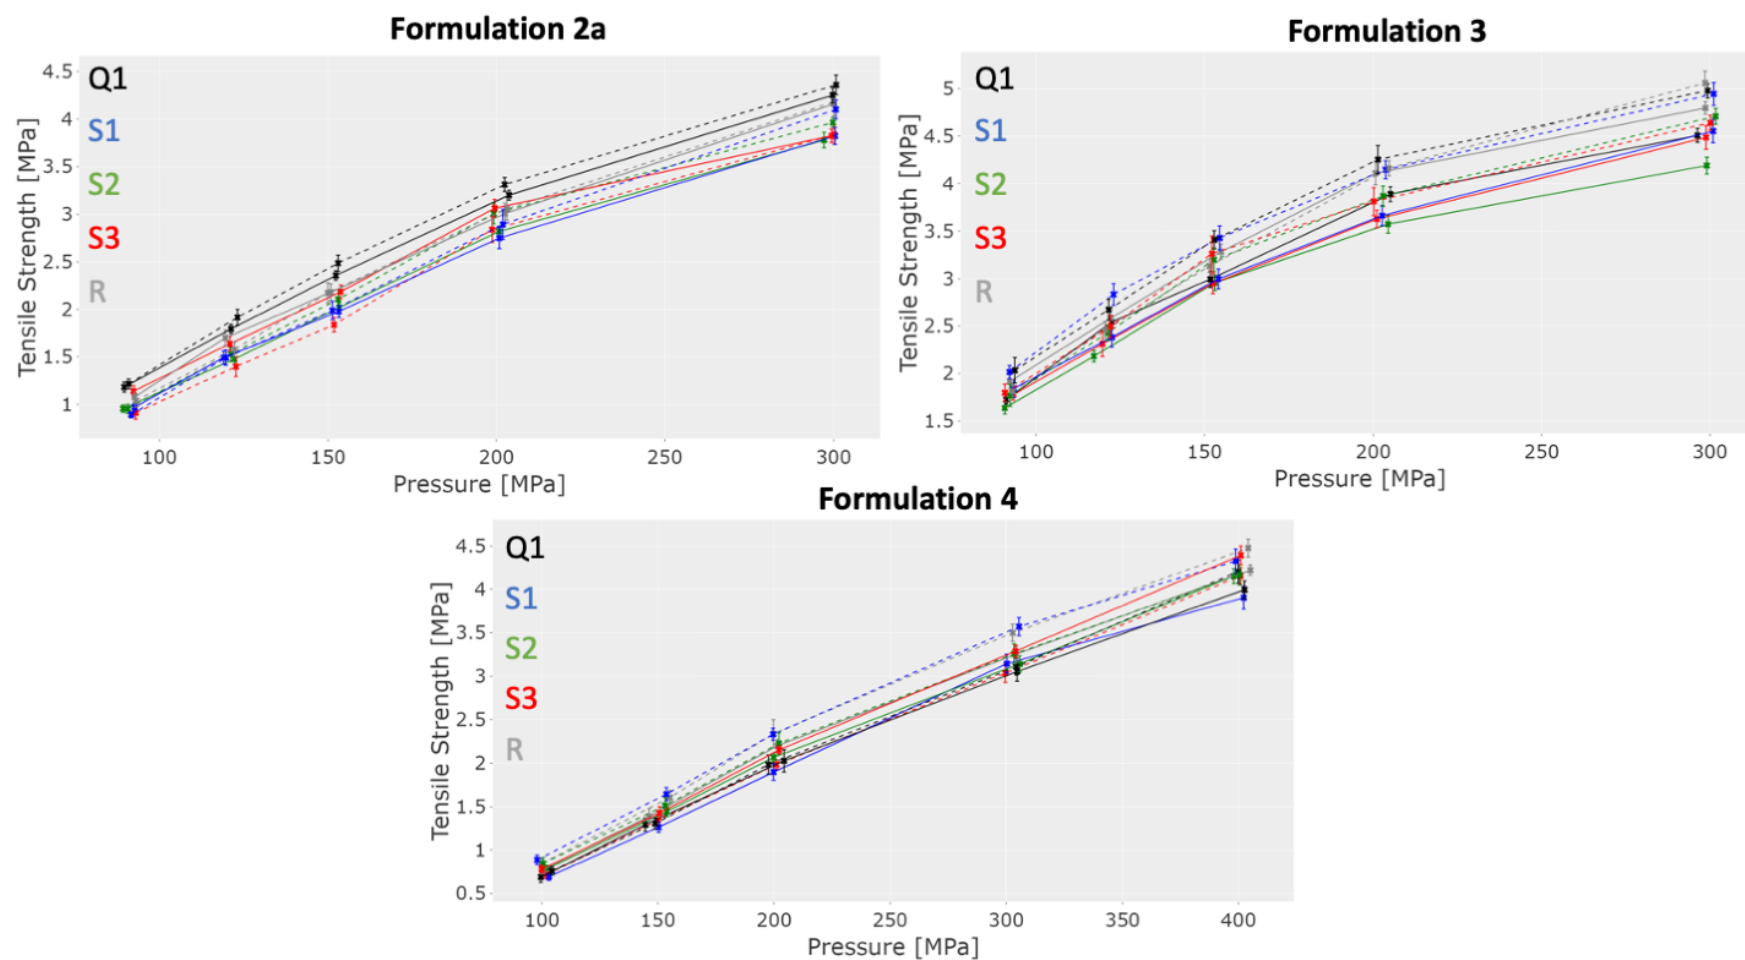 Formulation 2a
Tensile Strength [MPa]
4.5
4
3.5
3
2.5
2
1.5
1
Q1
S1
S2
S3
R
100 150 200 250 300
Pressure [MPa]
Formulation 3
Tensile Strength [MPa]
5
4.5
4
3.5
3
2.5
2
1.5
Q1
S1
S2
S3
R
100 150 200 250 300
Pressure [MPa]
Formulation 4
Tensile Strength [MPa]
4.5
4
3.5
3
2.5
2
1.5
1
0.5
Q1
S1
S2
S3
R
100 150 200 250 300 350 400
Pressure [MPa]